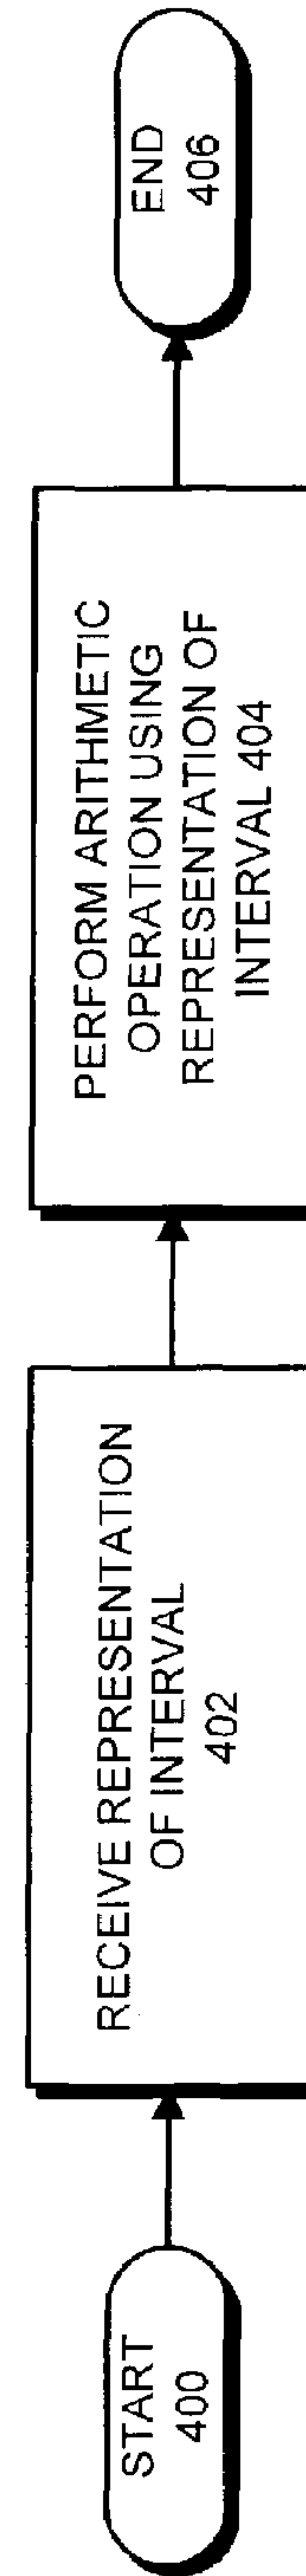 START
400
RECEIVE REPRESENTATION
OF INTERVAL
402
PERFORM ARITHMETIC
OPERATION USING
REPRESENTATION OF
INTERVAL 404
END
406